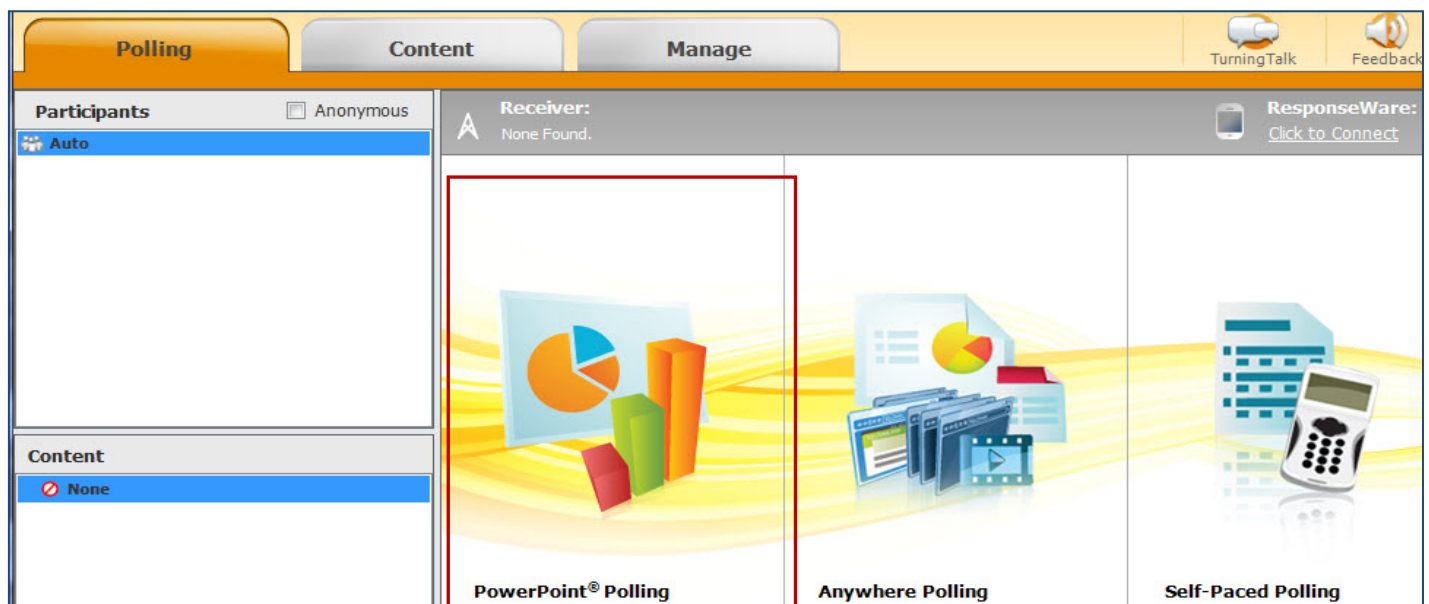 Polling
Content
Manage
TurningTalk
Feedback
Participants
Anonymous
Auto
Receiver:
None Found.
ResponseWare:
Click to Connect
Content
None
PowerPoint® Polling
Anywhere Polling
Self-Paced Polling